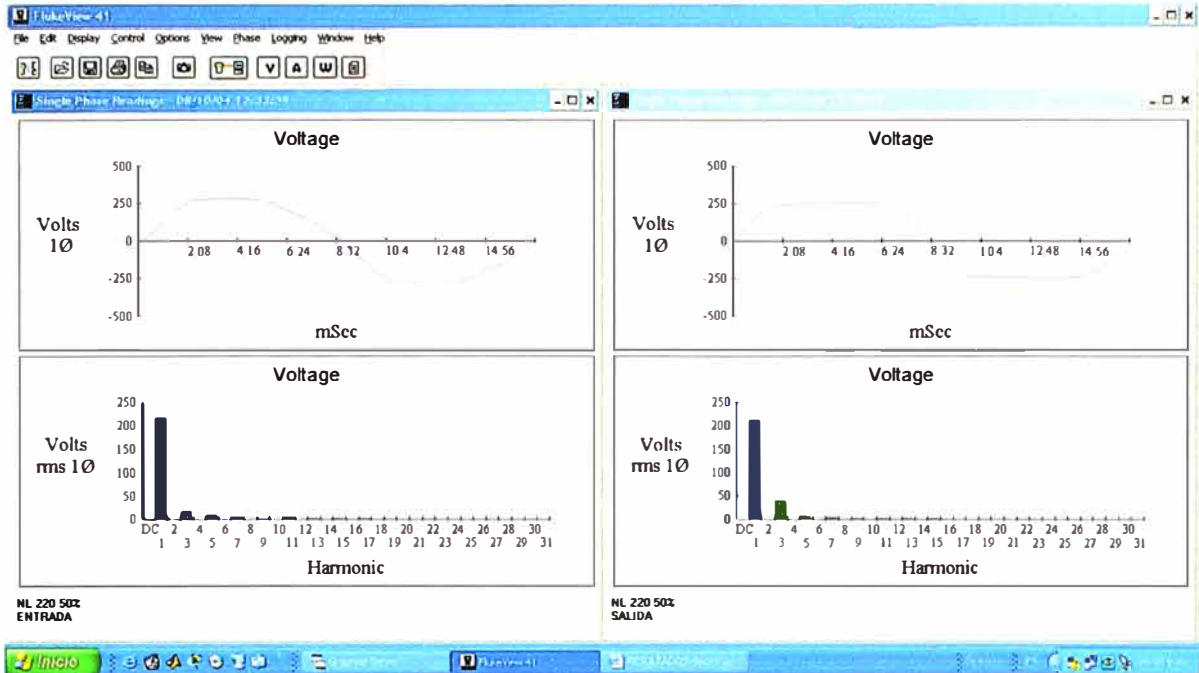 FlukeView 41
File Edit Display Control Options View Phase Logging Window Help
V A W
Single Phase Readings
Voltage
500
250
Volts
1Ø
0
2 08 4 16 6 24 8 32 10 4 12 48 14 56
-250
-500
mSec
Voltage
250
200
Volts
150
rms 1Ø
100
50
0
DC 2 4 6 8 10 12 14 16 18 20 22 24 26 28 30
1 3 5 7 9 11 13 15 17 19 21 23 25 27 29 31
Harmonic
NL 220 50%
ENTRADA
Voltage
500
250
Volts
1Ø
0
2 08 4 16 6 24 8 32 10 4 12 48 14 56
-250
-500
mSec
Voltage
250
200
Volts
150
rms 1Ø
100
50
0
DC 2 4 6 8 10 12 14 16 18 20 22 24 26 28 30
1 3 5 7 9 11 13 15 17 19 21 23 25 27 29 31
Harmonic
NL 220 50%
SALIDA
Inicio
FlukeView 41